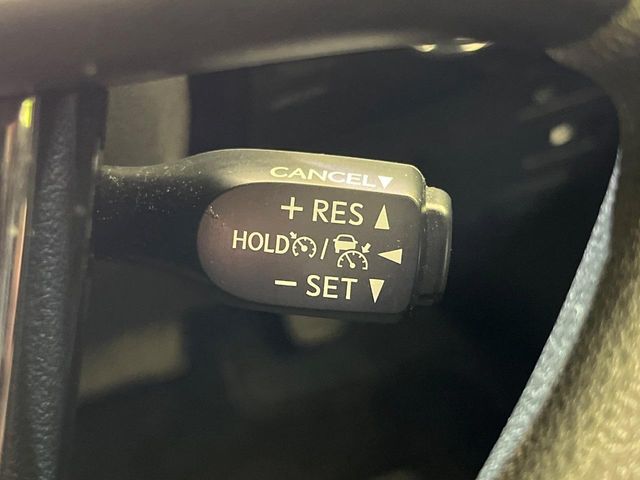 CANCEL▼
+ RES ▲
HOLD / ◀
− SET ▼